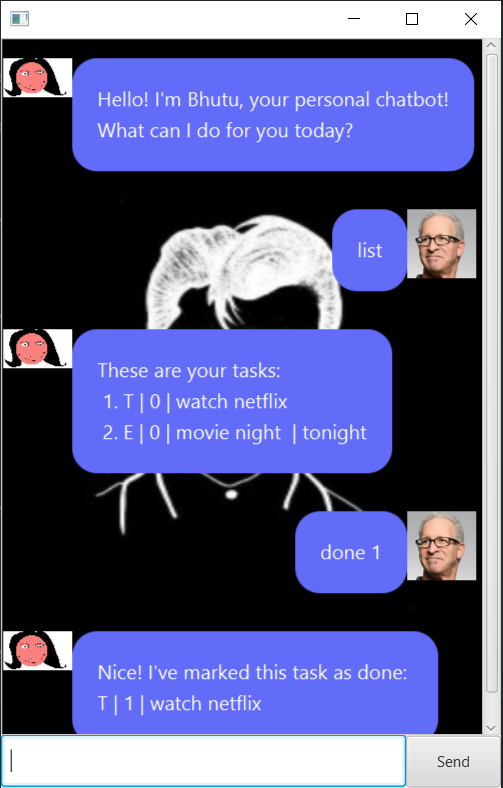 Hello! I'm Bhutu, your personal chatbot!
What can I do for you today?
list
These are your tasks:
1. T | 0 | watch netflix
2. E | 0 | movie night  | tonight
done 1
Nice! I've marked this task as done:
T | 1 | watch netflix
Send